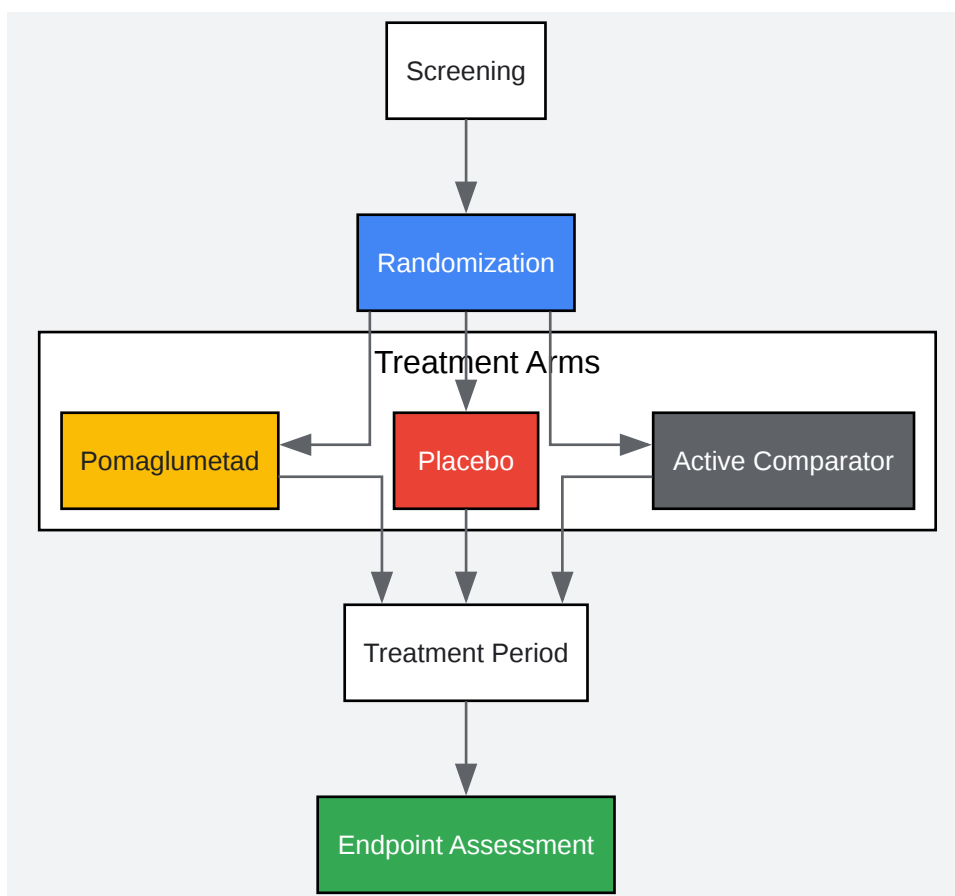 Screening
Randomization
Treatment Arms
Pomaglumetad
Placebo
Active Comparator
Treatment Period
Endpoint Assessment